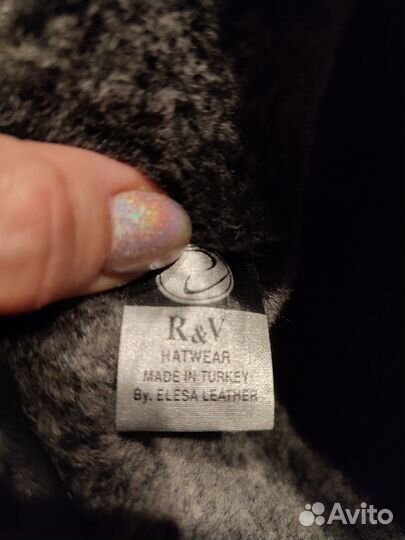 R&V
HATWEAR
MADE IN TURKEY
By. ELESA LEATHER
Avito